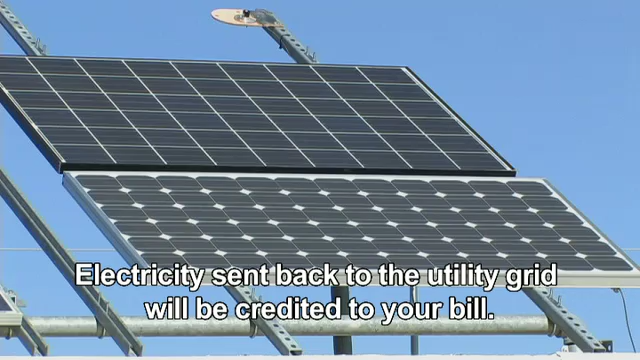 Electricity sent back to the utility grid
will be credited to your bill.